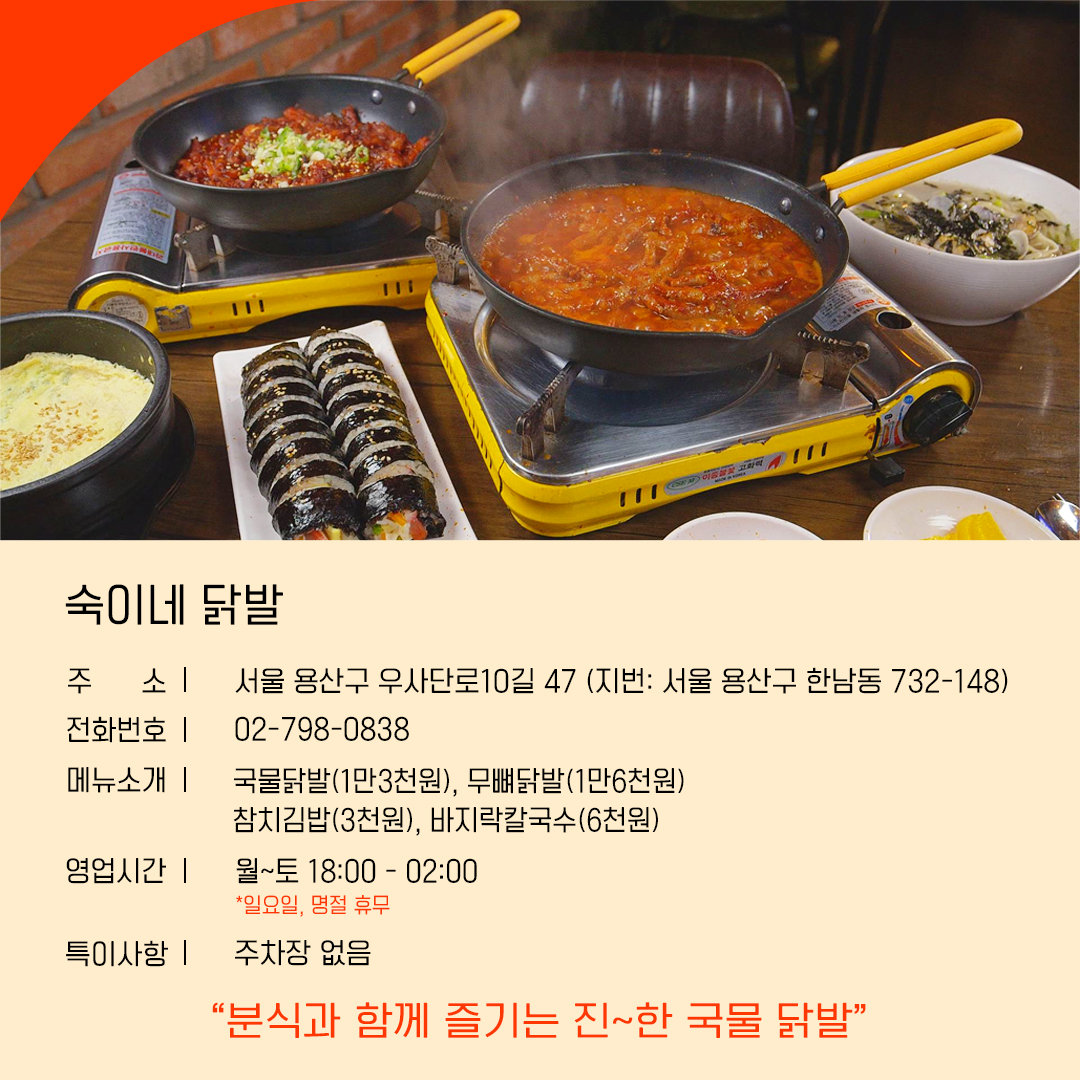 숙이네 닭발
주 소 | 서울 용산구 우사단로10길 47 (지번: 서울 용산구 한남동 732-148)
전화번호 | 02-798-0838
메뉴소개 | 국물닭발(1만3천원), 무뼈닭발(1만6천원)
참치김밥(3천원), 바지락칼국수(6천원)
영업시간 | 월~토 18:00 - 02:00
*일요일, 명절 휴무
특이사항 | 주차장 없음
“분식과 함께 즐기는 진~한 국물 닭발”